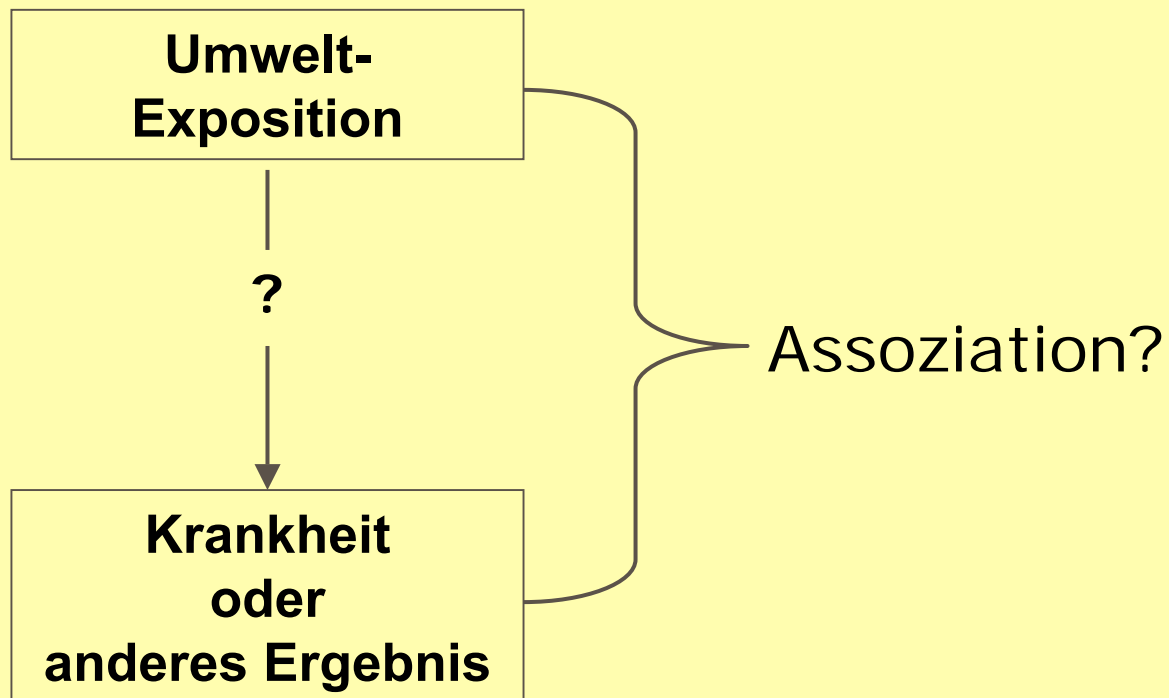 Umwelt-
Exposition
?
Assoziation?
Krankheit
oder
anderes Ergebnis